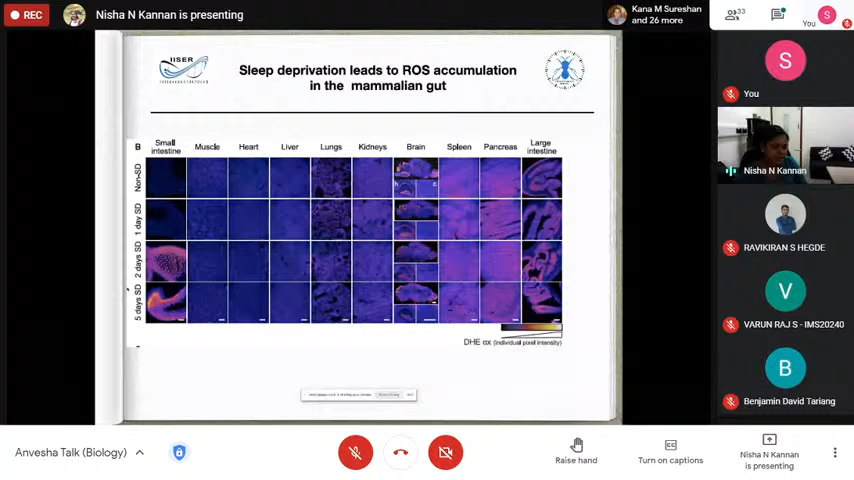 REC
Nisha N Kannan is presenting
Kana M Sureshan
and 26 more
33
You
S
IISER
Sleep deprivation leads to ROS accumulation
in the mammalian gut
B
Small intestine
Muscle
Heart
Liver
Lungs
Kidneys
Brain
Spleen
Pancreas
Large intestine
Non-SD
1 day SD
2 days SD
5 days SD
DHE ox (individual pixel intensity)
S
You
Nisha N Kannan
RAVIKIRAN S HEGDE
V
VARUN RAJ S - IMS20240
B
Benjamin David Tariang
Anvesha Talk (Biology)
Raise hand
Turn on captions
Nisha N Kannan
is presenting